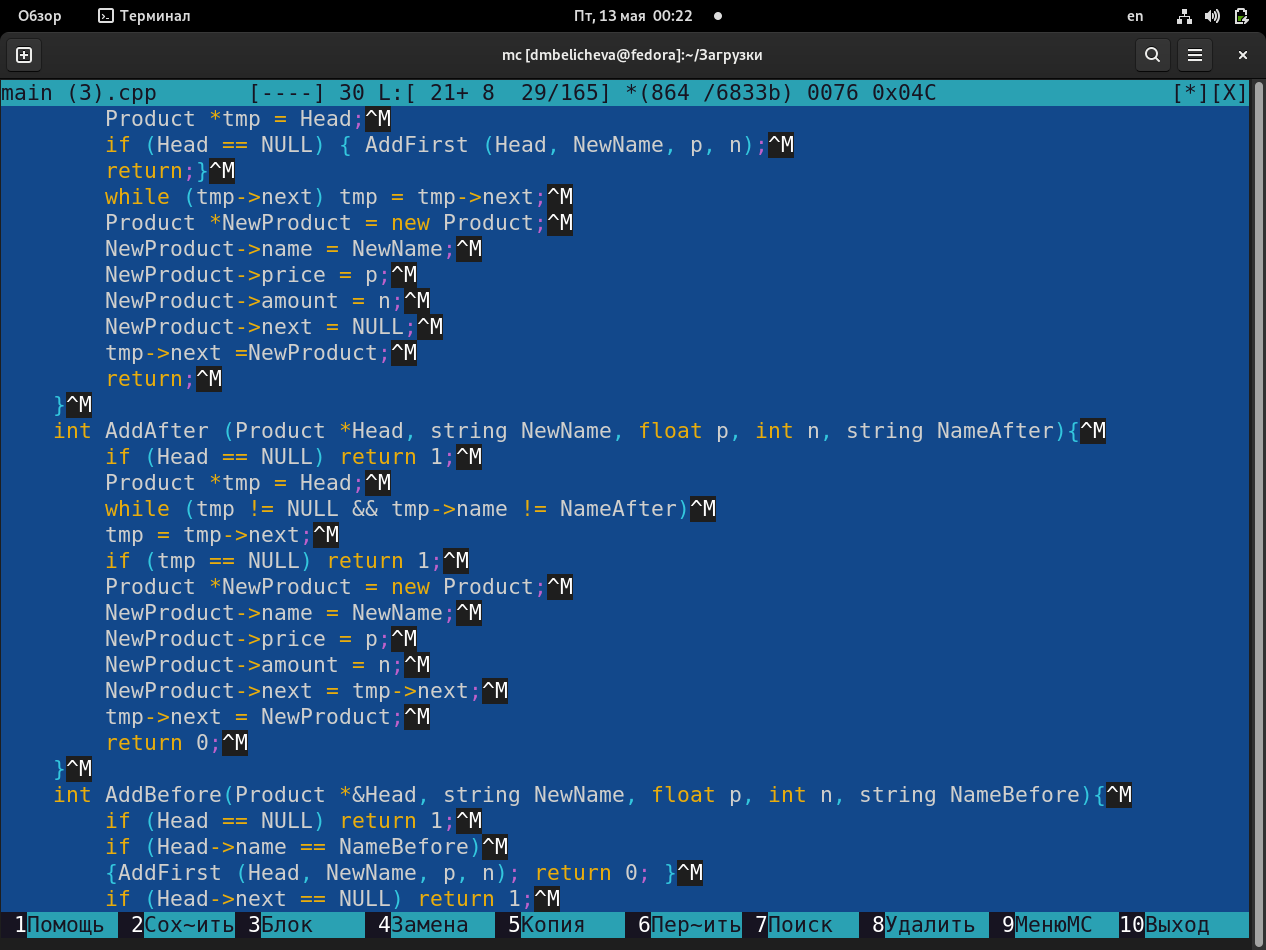 Обзор Терминал Пт, 13 мая 00:22 en
mc [dmbelicheva@fedora]:~/Загрузки
main (3).cpp [----] 30 L:[ 21+ 8 29/165] *(864 /6833b) 0076 0x04C [*][X]
Product *tmp = Head;^M
if (Head == NULL) { AddFirst (Head, NewName, p, n);^M
return;}^M
while (tmp->next) tmp = tmp->next;^M
Product *NewProduct = new Product;^M
NewProduct->name = NewName;^M
NewProduct->price = p;^M
NewProduct->amount = n;^M
NewProduct->next = NULL;^M
tmp->next =NewProduct;^M
return;^M
}^M
int AddAfter (Product *Head, string NewName, float p, int n, string NameAfter){^M
if (Head == NULL) return 1;^M
Product *tmp = Head;^M
while (tmp != NULL && tmp->name != NameAfter)^M
tmp = tmp->next;^M
if (tmp == NULL) return 1;^M
Product *NewProduct = new Product;^M
NewProduct->name = NewName;^M
NewProduct->price = p;^M
NewProduct->amount = n;^M
NewProduct->next = tmp->next;^M
tmp->next = NewProduct;^M
return 0;^M
}^M
int AddBefore(Product *&Head, string NewName, float p, int n, string NameBefore){^M
if (Head == NULL) return 1;^M
if (Head->name == NameBefore)^M
{AddFirst (Head, NewName, p, n); return 0; }^M
if (Head->next == NULL) return 1;^M
1Помощь 2Сох~ить 3Блок 4Замена 5Копия 6Пер~ить 7Поиск 8Удалить 9МенюMC 10Выход